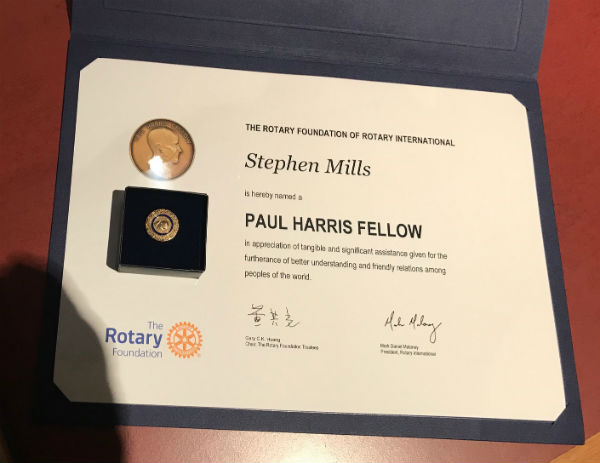 THE ROTARY FOUNDATION OF ROTARY INTERNATIONAL
Stephen Mills
is hereby named a
PAUL HARRIS FELLOW
in appreciation of tangible and significant assistance given for the
furtherance of better understanding and friendly relations among
peoples of the world.
Gary C.K. Huang
Chair, The Rotary Foundation Trustees
Mark Daniel Maloney
President, Rotary International
The
Rotary
Foundation